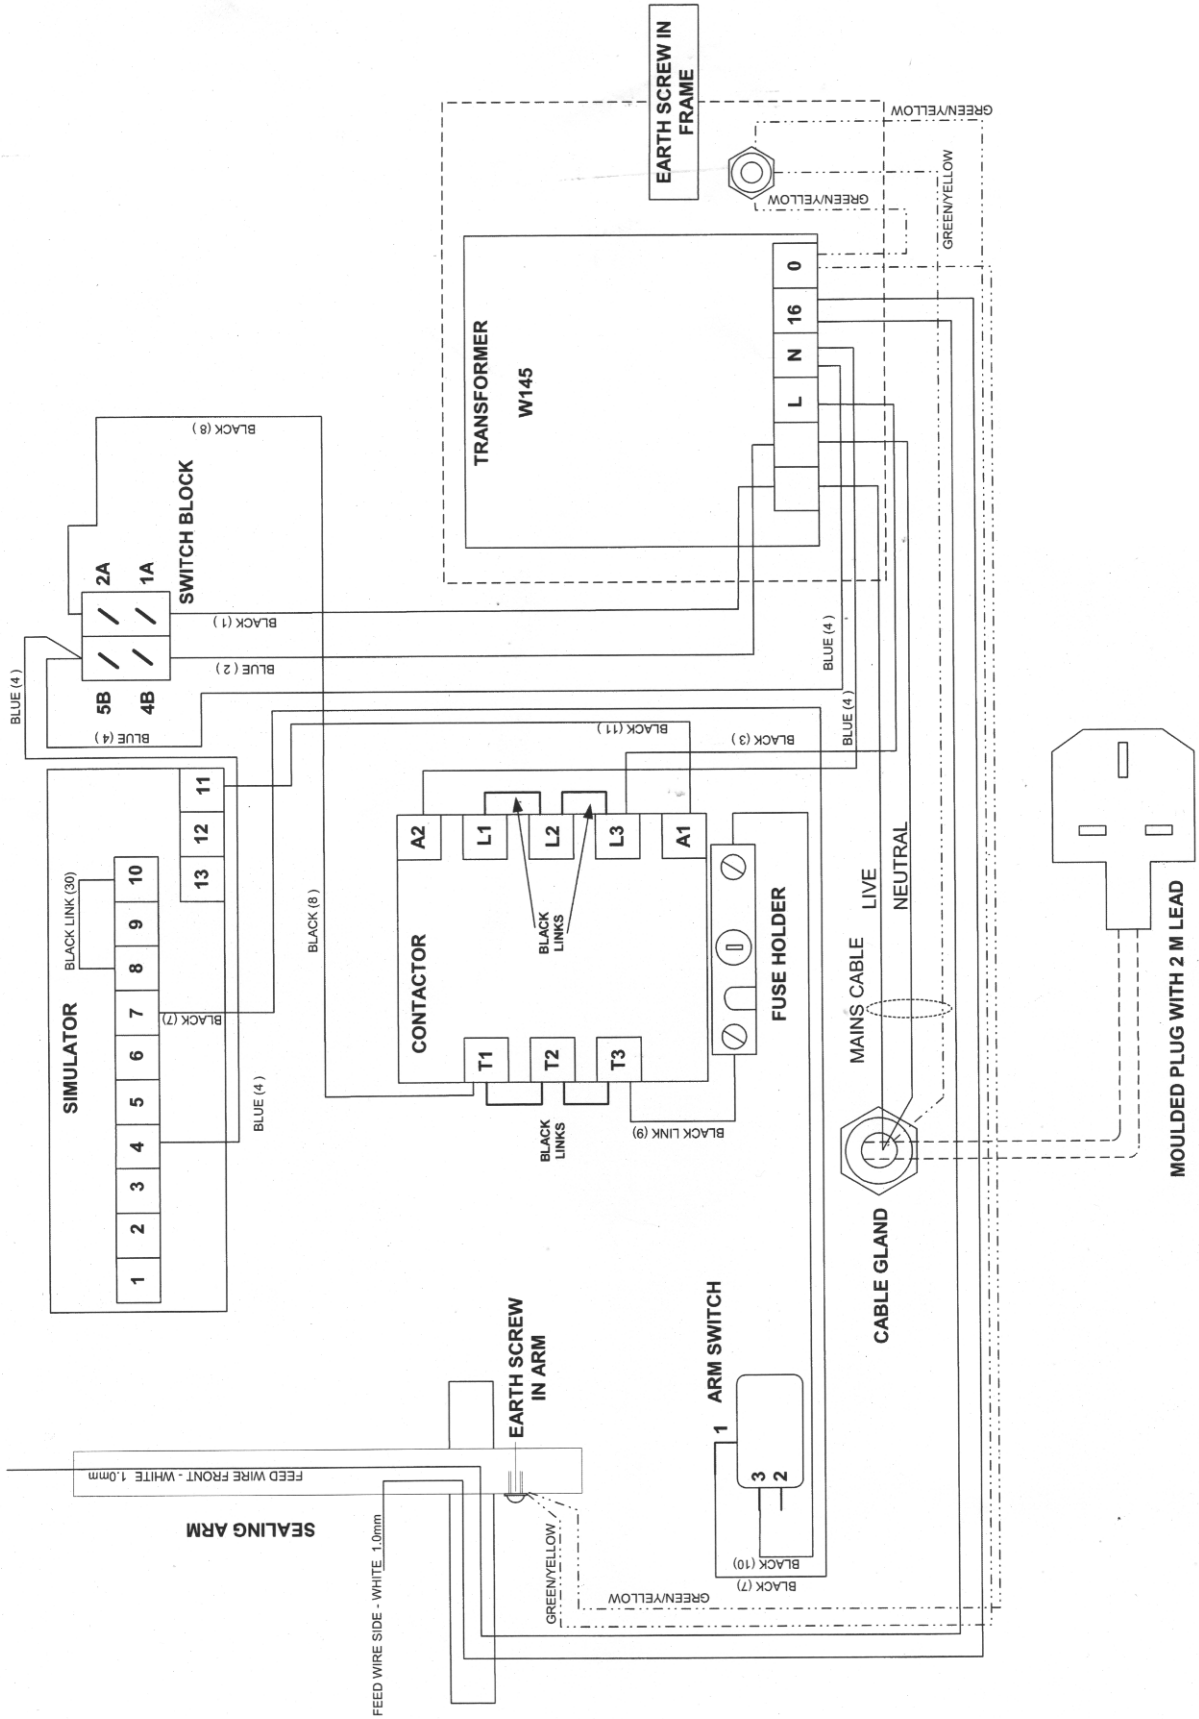 EARTH SCREW IN
FRAME
GREEN/YELLOW
GREEN/YELLOW
GREEN/YELLOW
TRANSFORMER
W145
0
16
N
L
BLACK (8 )
SWITCH BLOCK
2A
1A
5B
4B
BLACK (1 )
BLUE (2 )
BLUE (4 )
BLUE (4 )
BLUE (4 )
BLUE (4 )
BLACK (11 )
BLACK (3 )
SIMULATOR
1
2
3
4
5
6
7
8
9
10
11
12
13
BLACK LINK (30)
BLACK (7)
BLUE (4 )
BLACK (8 )
CONTACTOR
A2
L1
L2
L3
A1
T1
T2
T3
BLACK
LINKS
BLACK
LINKS
BLACK LINK (9)
FUSE HOLDER
LIVE
NEUTRAL
MAINS CABLE
CABLE GLAND
MOULDED PLUG WITH 2 M LEAD
ARM SWITCH
1
3
2
BLACK (10)
BLACK (7)
EARTH SCREW
IN ARM
SEALING ARM
FEED WIRE FRONT - WHITE 1.0mm
FEED WIRE SIDE - WHITE 1.0mm
GREEN/YELLOW
GREEN/YELLOW